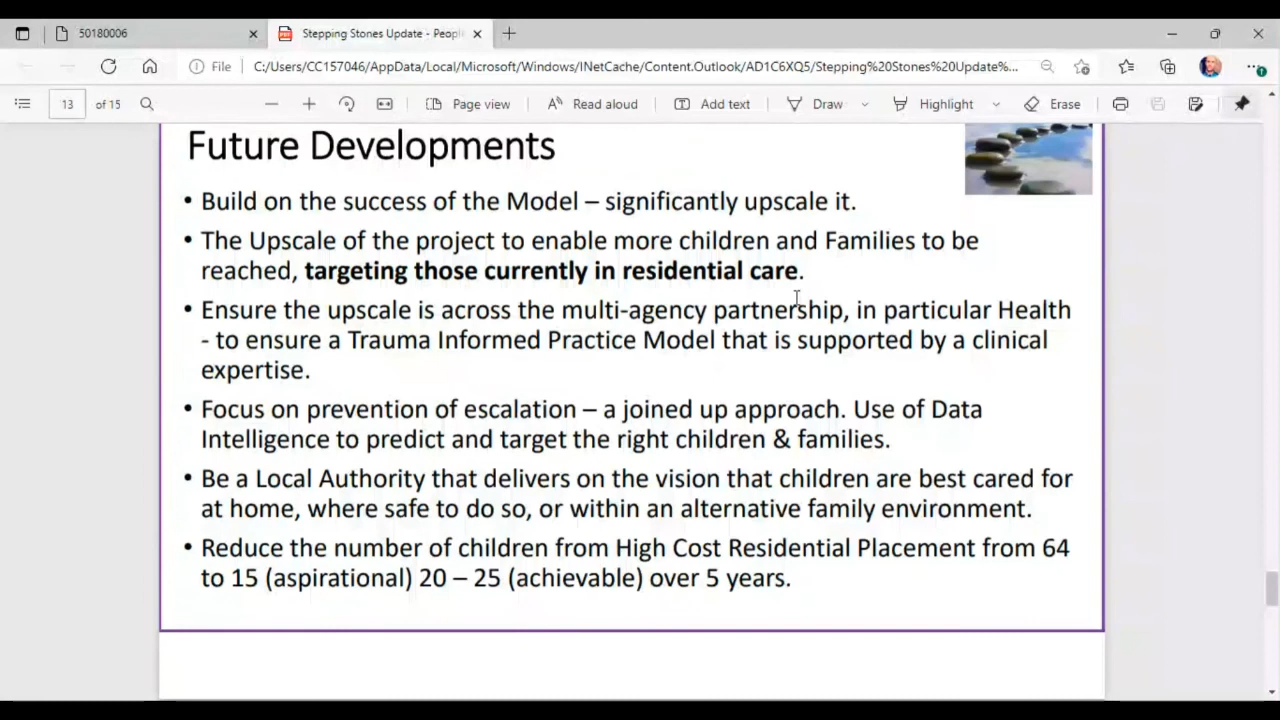 50180006
Stepping Stones Update - Peopl
File
C:/Users/CC157046/AppData/Local/Microsoft/Windows/INetCache/Content.Outlook/AD1C6XQ5/Stepping%20Stones%20Update%...
13 of 15
Page view
Read aloud
Add text
Draw
Highlight
Erase
Future Developments
• Build on the success of the Model – significantly upscale it.
• The Upscale of the project to enable more children and Families to be
reached, targeting those currently in residential care.
• Ensure the upscale is across the multi-agency partnership, in particular Health
- to ensure a Trauma Informed Practice Model that is supported by a clinical
expertise.
• Focus on prevention of escalation – a joined up approach. Use of Data
Intelligence to predict and target the right children & families.
• Be a Local Authority that delivers on the vision that children are best cared for
at home, where safe to do so, or within an alternative family environment.
• Reduce the number of children from High Cost Residential Placement from 64
to 15 (aspirational) 20 – 25 (achievable) over 5 years.